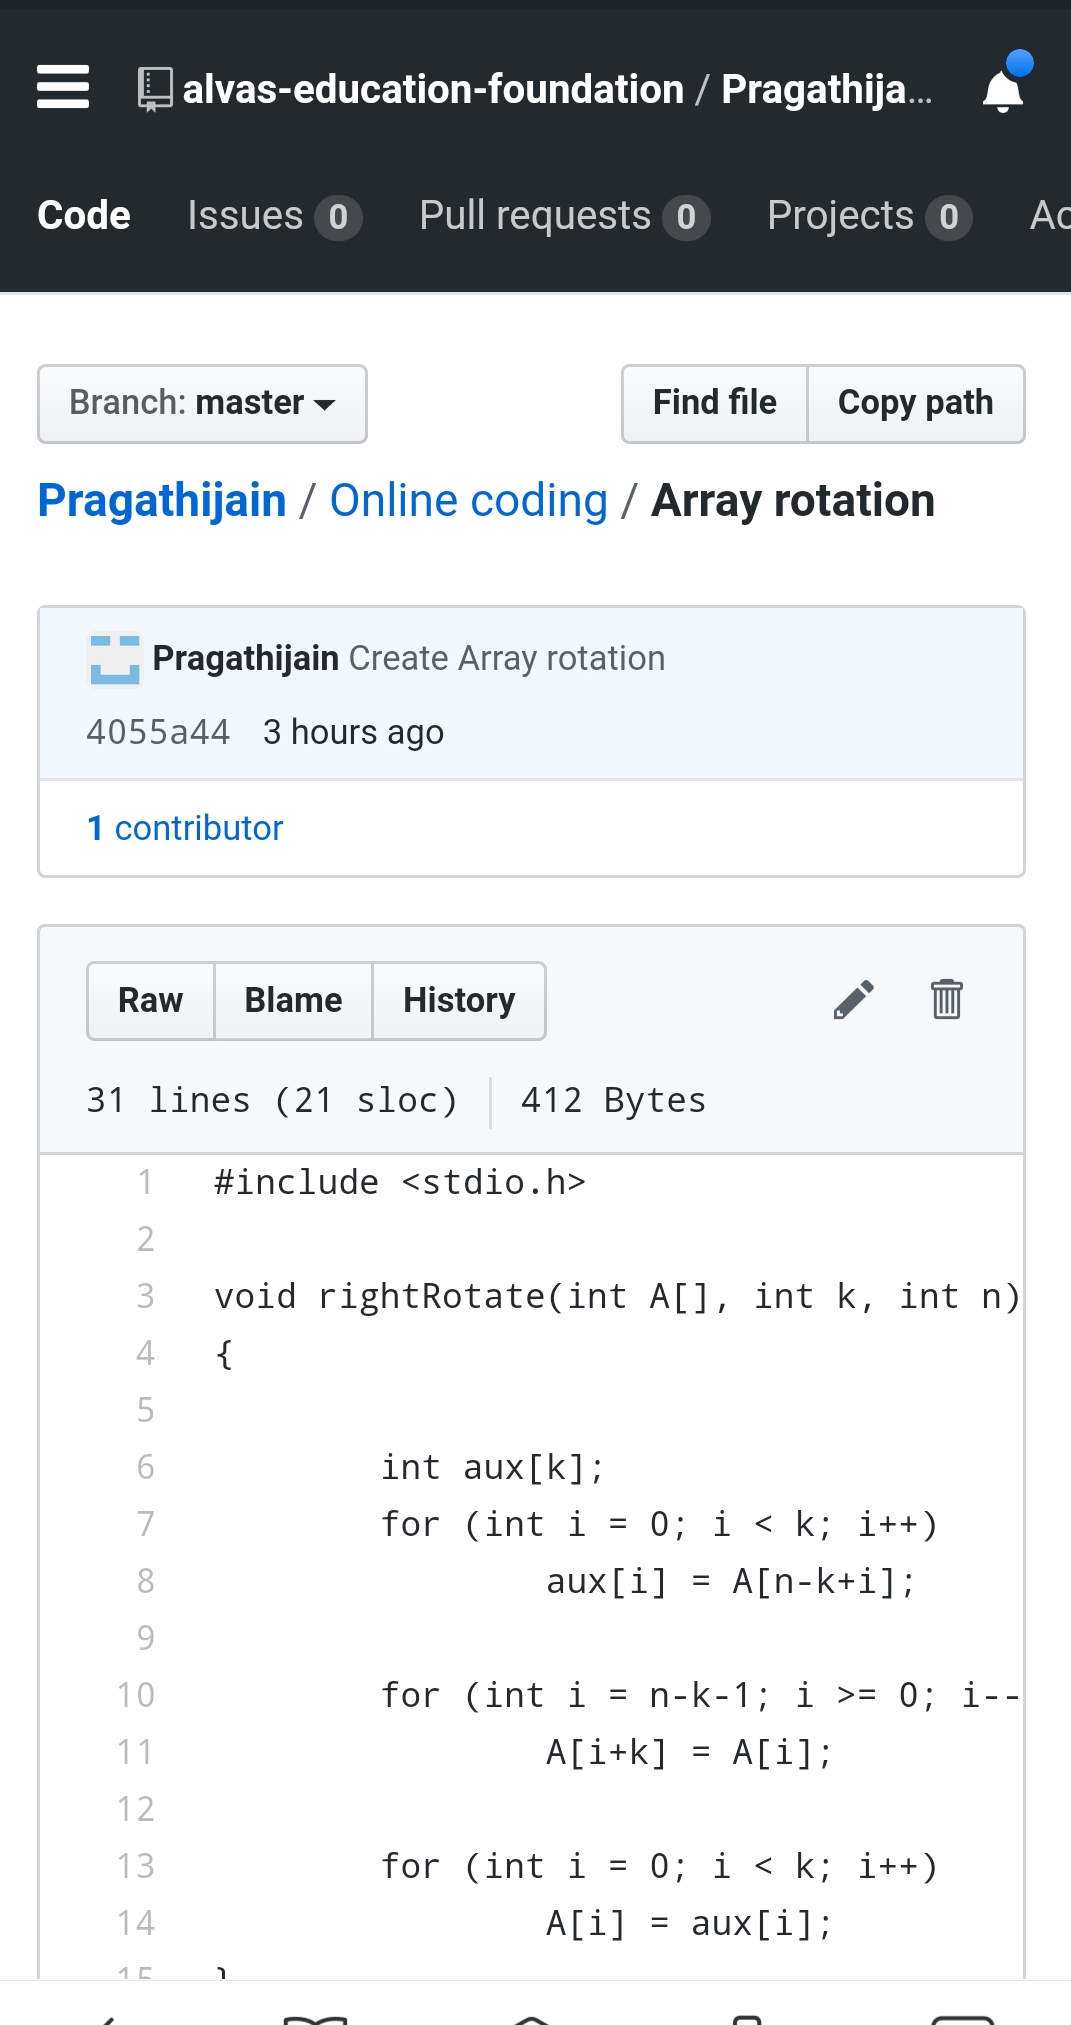 alvas-education-foundation / Pragathija...
Code Issues 0 Pull requests 0 Projects 0 Ac
Branch: master Find file Copy path
Pragathijain / Online coding / Array rotation
Pragathijain Create Array rotation
4055a44 3 hours ago
1 contributor
Raw Blame History
31 lines (21 sloc) 412 Bytes
1 #include <stdio.h>
2
3 void rightRotate(int A[], int k, int n)
4 {
5
6 int aux[k];
7 for (int i = 0; i < k; i++)
8 aux[i] = A[n-k+i];
9
10 for (int i = n-k-1; i >= 0; i--
11 A[i+k] = A[i];
12
13 for (int i = 0; i < k; i++)
14 A[i] = aux[i];
15 }